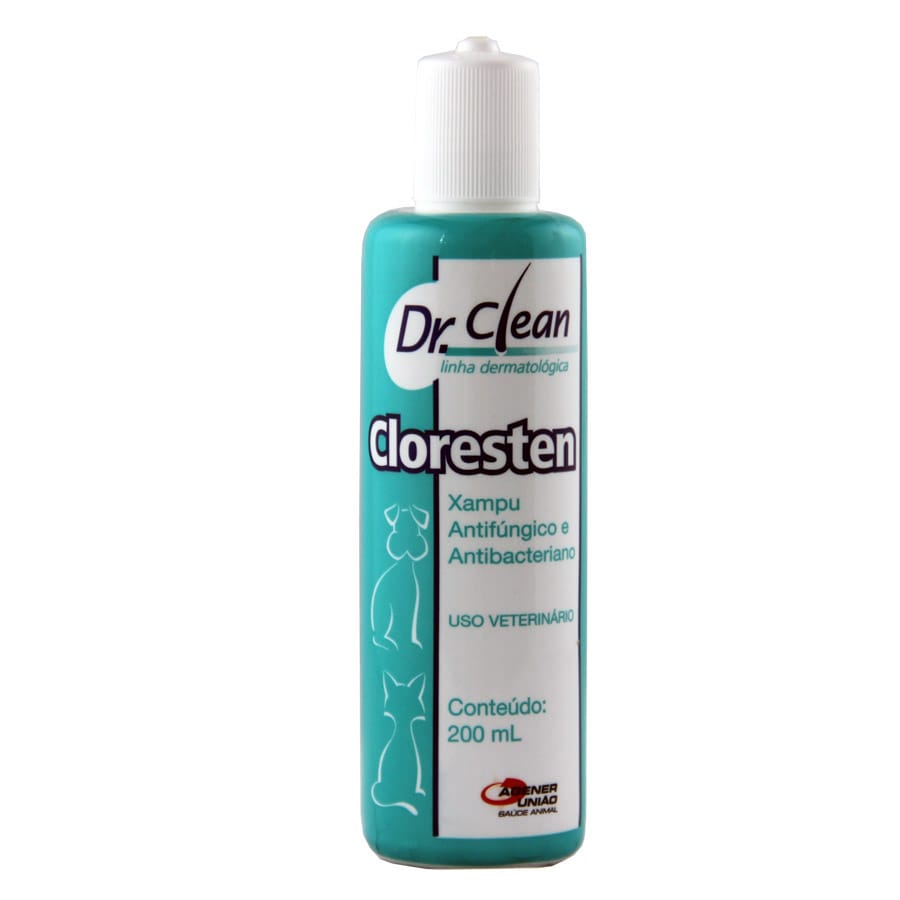 Dr. Clean
linha dermatológica
Cloresten
Xampu
Antifúngico e
Antibacteriano
USO VETERINÁRIO
Conteúdo:
200 mL
AGENER
UNIÃO
SAÚDE ANIMAL